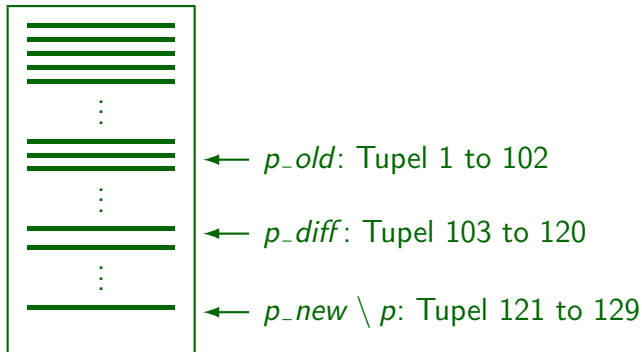 p_old: Tupel 1 to 102
p_diff: Tupel 103 to 120
p_new \ p: Tupel 121 to 129